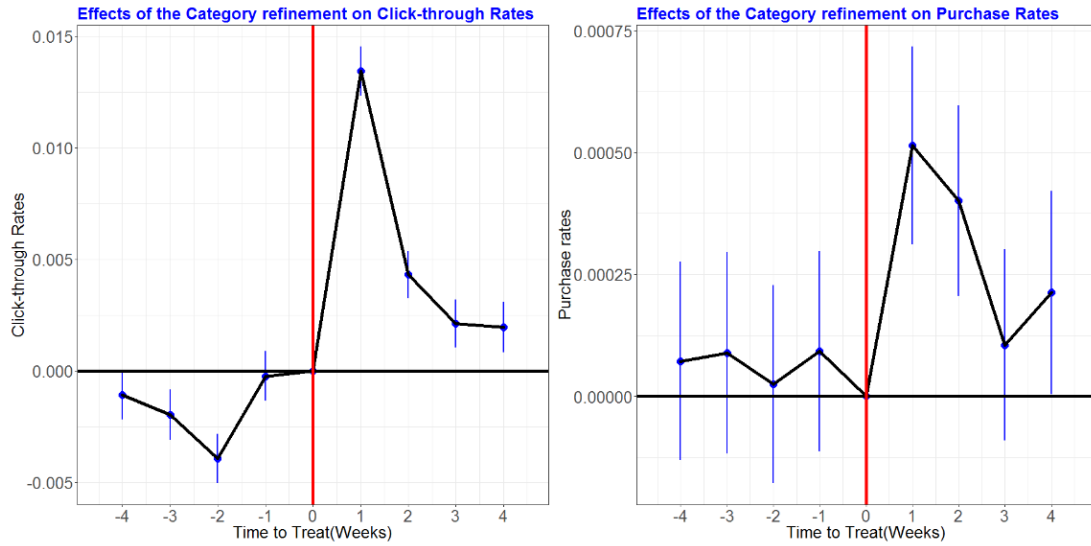 Effects of the Category refinement on Click-through Rates
0.015
0.010
0.005
0.000
-0.005
Click-through Rates
-4 -3 -2 -1 0 1 2 3 4
Time to Treat(Weeks)
Effects of the Category refinement on Purchase Rates
0.00075
0.00050
0.00025
0.00000
Purchase rates
-4 -3 -2 -1 0 1 2 3 4
Time to Treat(Weeks)